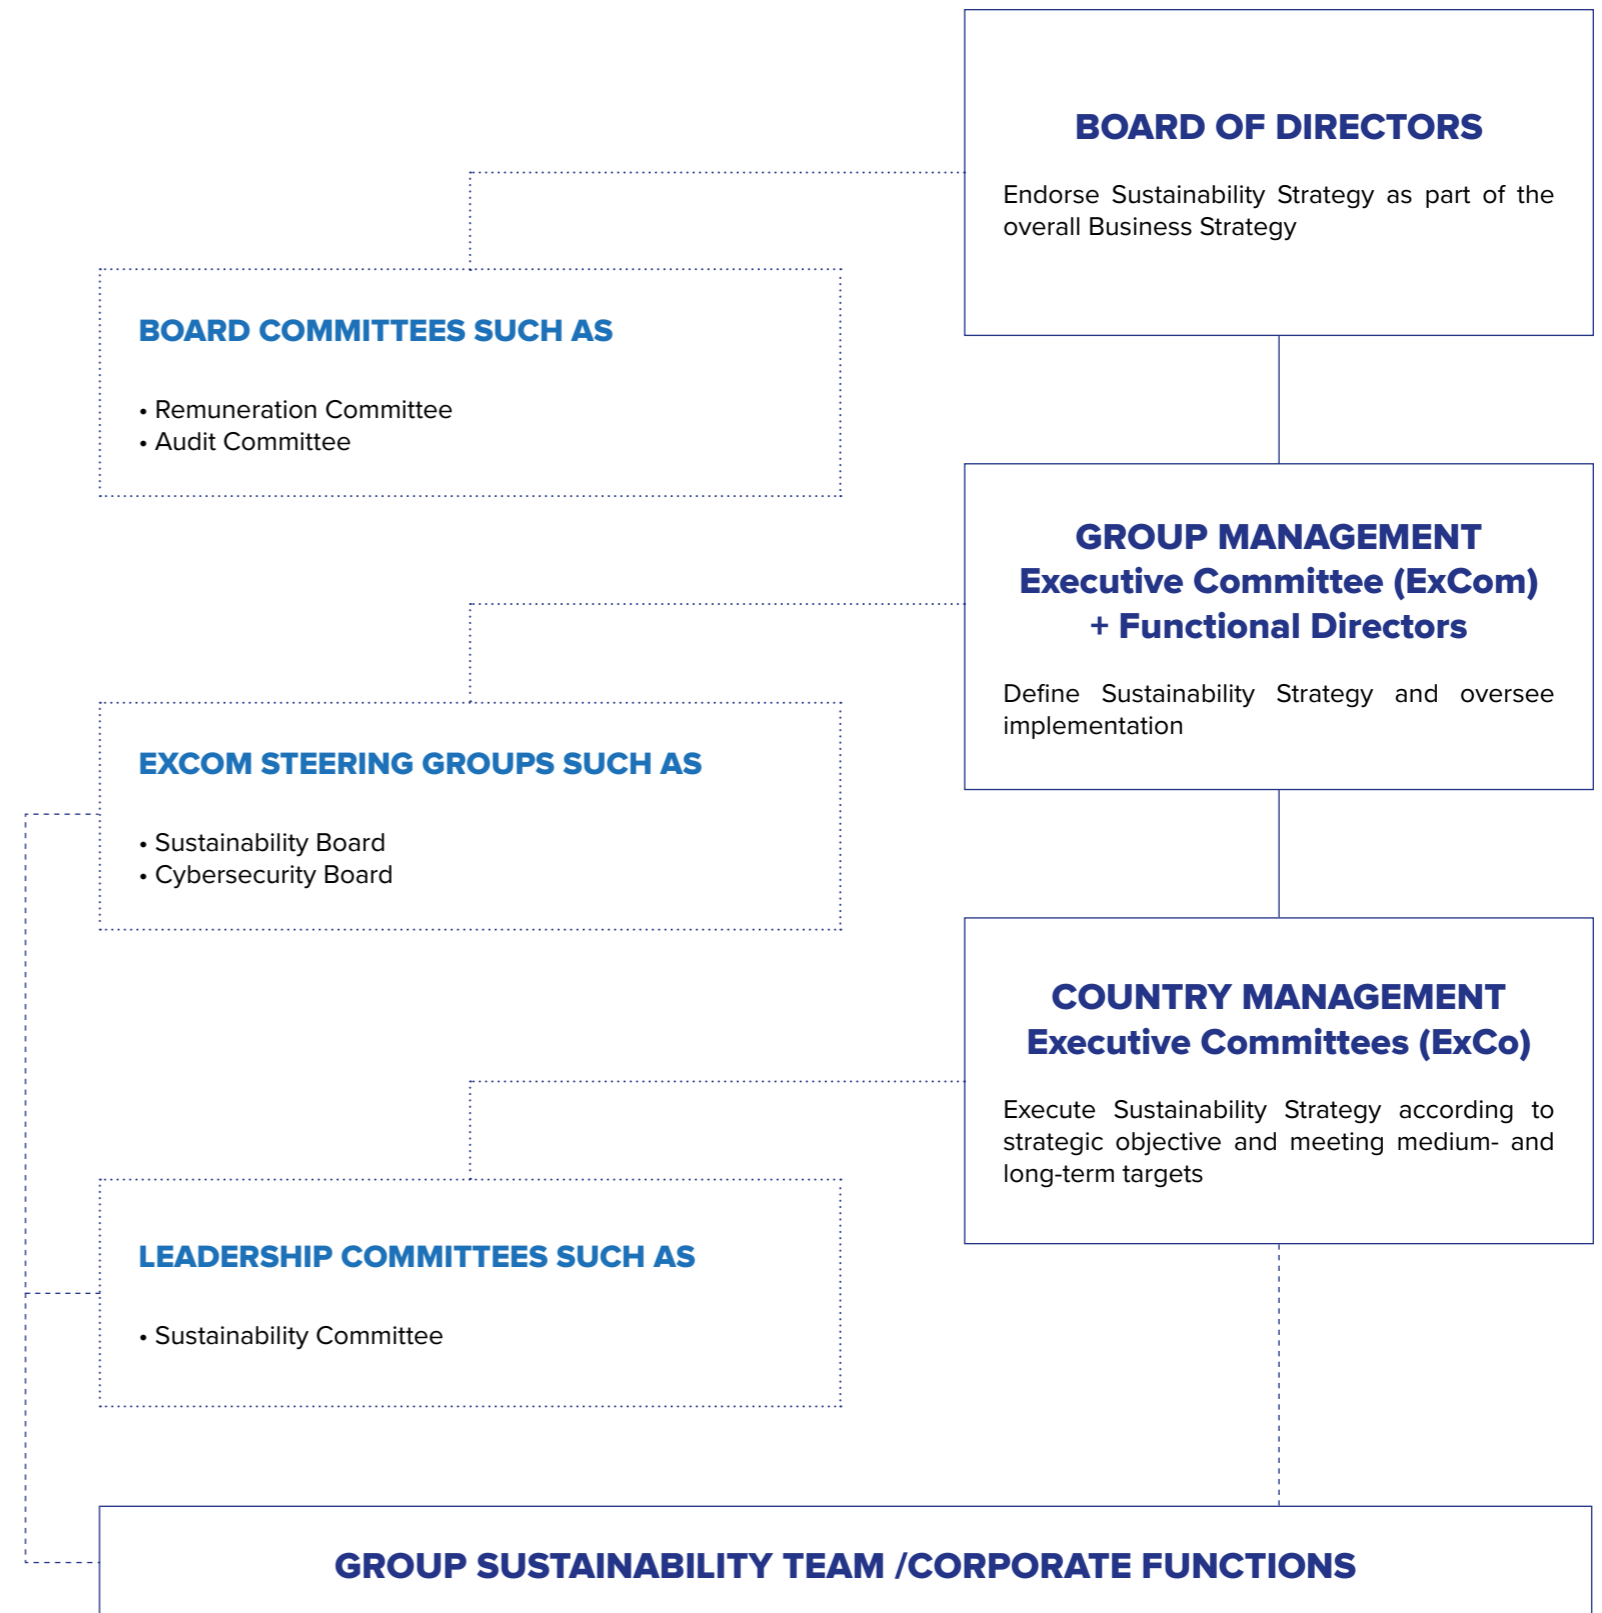 BOARD OF DIRECTORS
Endorse Sustainability Strategy as part of the
overall Business Strategy
BOARD COMMITTEES SUCH AS
• Remuneration Committee
• Audit Committee
GROUP MANAGEMENT
Executive Committee (ExCom)
+ Functional Directors
Define Sustainability Strategy and oversee
implementation
EXCOM STEERING GROUPS SUCH AS
• Sustainability Board
• Cybersecurity Board
COUNTRY MANAGEMENT
Executive Committees (ExCo)
Execute Sustainability Strategy according to
strategic objective and meeting medium- and
long-term targets
LEADERSHIP COMMITTEES SUCH AS
• Sustainability Committee
GROUP SUSTAINABILITY TEAM /CORPORATE FUNCTIONS